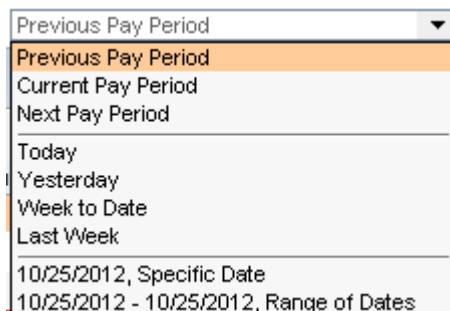 Previous Pay Period
Previous Pay Period
Current Pay Period
Next Pay Period
Today
Yesterday
Week to Date
Last Week
10/25/2012, Specific Date
10/25/2012 - 10/25/2012, Range of Dates